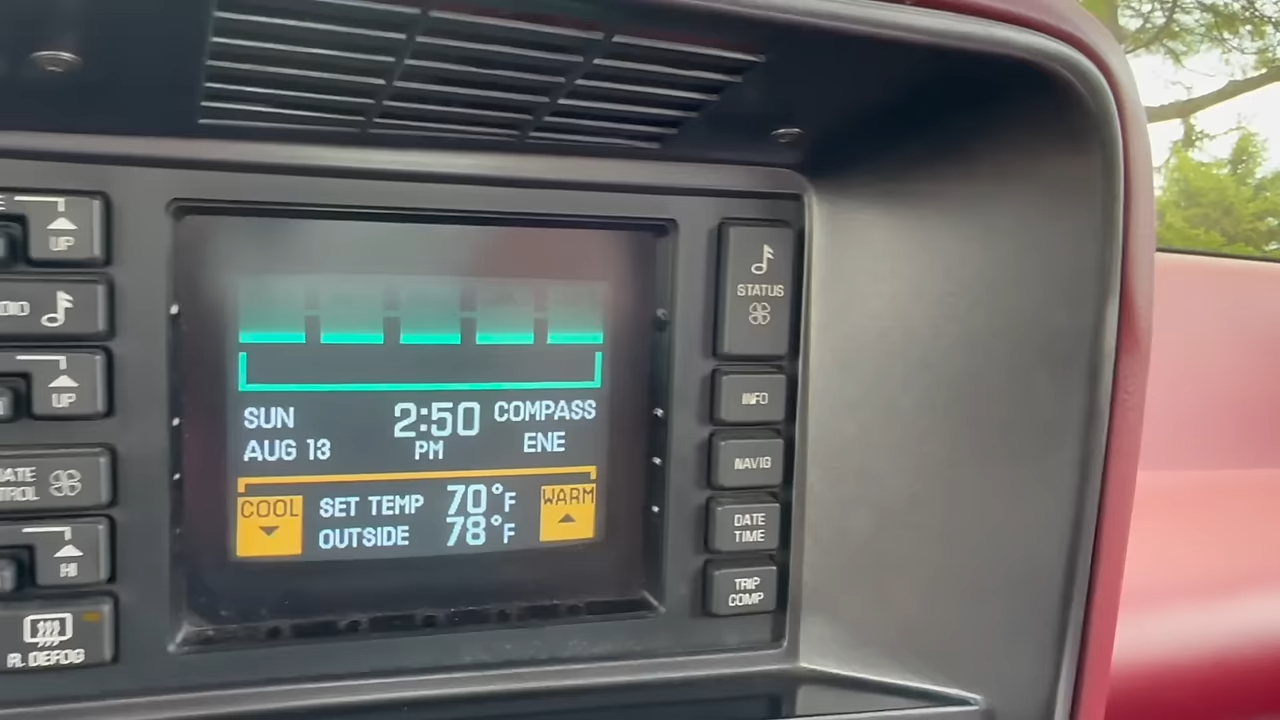 UP
UP
HI
R. DEFOG
SUN 2:50 COMPASS
AUG 13 PM ENE
COOL SET TEMP 70°F WARM
OUTSIDE 78°F
STATUS
INFO
NAVIG
DATE
TIME
TRIP
COMP